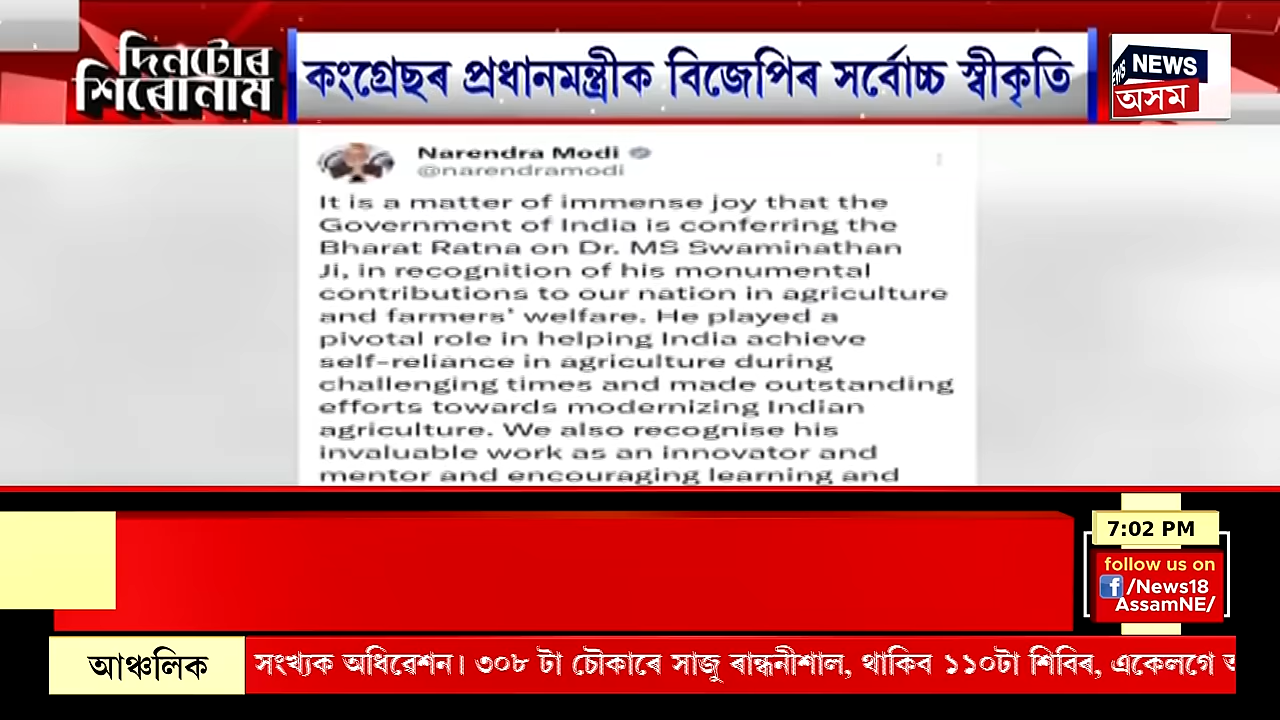 দিনটোৰ
শিৰোনাম
কংগ্ৰেছৰ প্ৰধানমন্ত্ৰীক বিজেপিৰ সৰ্বোচ্চ স্বীকৃতি
NEWS
অসম
Narendra Modi
@narendramodi
It is a matter of immense joy that the
Government of India is conferring the
Bharat Ratna on Dr. MS Swaminathan
Ji, in recognition of his monumental
contributions to our nation in agriculture
and farmers' welfare. He played a
pivotal role in helping India achieve
self-reliance in agriculture during
challenging times and made outstanding
efforts towards modernizing Indian
agriculture. We also recognise his
invaluable work as an innovator and
mentor and encouraging learning and
7:02 PM
follow us on
/News18
AssamNE/
আঞ্চলিক
সংখ্যক অধিৱেশন। ৩০৮ টা চৌকাৰে সাজু ৰান্ধনীশাল, থাকিব ১১০টা শিবিৰ, একেলগে